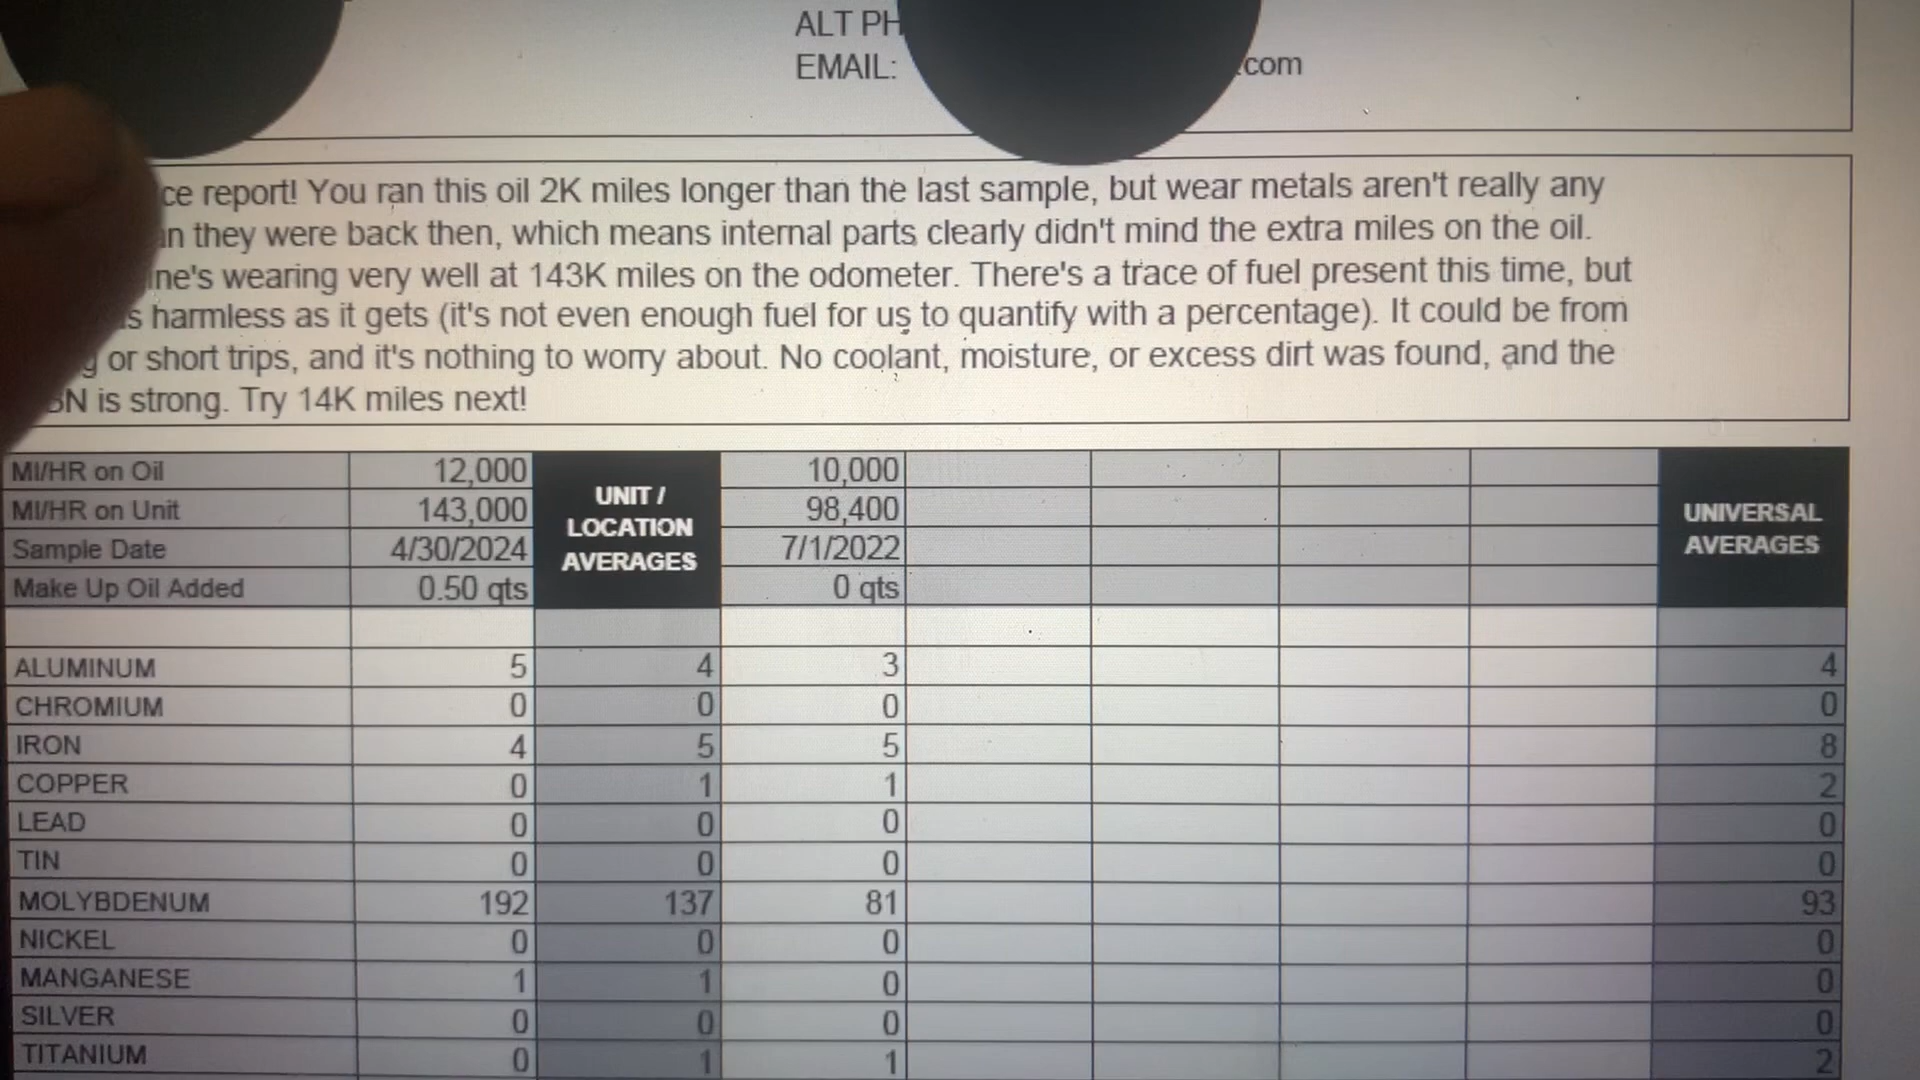 ALT PH
EMAIL: .com
ce report! You ran this oil 2K miles longer than the last sample, but wear metals aren't really any
an they were back then, which means internal parts clearly didn't mind the extra miles on the oil.
ine's wearing very well at 143K miles on the odometer. There's a trace of fuel present this time, but
s harmless as it gets (it's not even enough fuel for us to quantify with a percentage). It could be from
g or short trips, and it's nothing to worry about. No coolant, moisture, or excess dirt was found, and the
BN is strong. Try 14K miles next!
MI/HR on Oil 12,000 UNIT / LOCATION AVERAGES 10,000 UNIVERSAL AVERAGES
MI/HR on Unit 143,000 98,400
Sample Date 4/30/2024 7/1/2022
Make Up Oil Added 0.50 qts 0 qts
ALUMINUM 5 4 3 4
CHROMIUM 0 0 0 0
IRON 4 5 5 8
COPPER 0 1 1 2
LEAD 0 0 0 0
TIN 0 0 0 0
MOLYBDENUM 192 137 81 93
NICKEL 0 0 0 0
MANGANESE 1 1 0 0
SILVER 0 0 0 0
TITANIUM 0 1 1 2